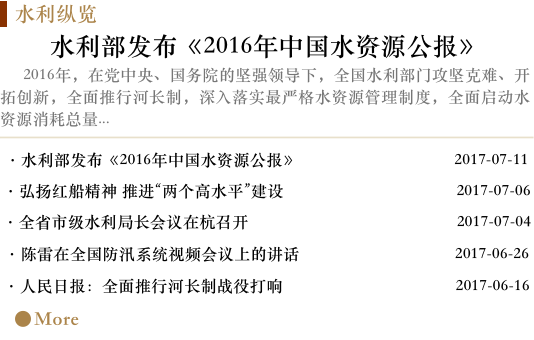 水利纵览
水利部发布《2016年中国水资源公报》
2016年，在党中央、国务院的坚强领导下，全国水利部门攻坚克难、开
拓创新，全面推行河长制，深入落实最严格水资源管理制度，全面启动水
资源消耗总量...
· 水利部发布《2016年中国水资源公报》 2017-07-11
· 弘扬红船精神 推进“两个高水平”建设 2017-07-06
· 全省市级水利局长会议在杭召开 2017-07-04
· 陈雷在全国防汛系统视频会议上的讲话 2017-06-26
· 人民日报：全面推行河长制战役打响 2017-06-16
More